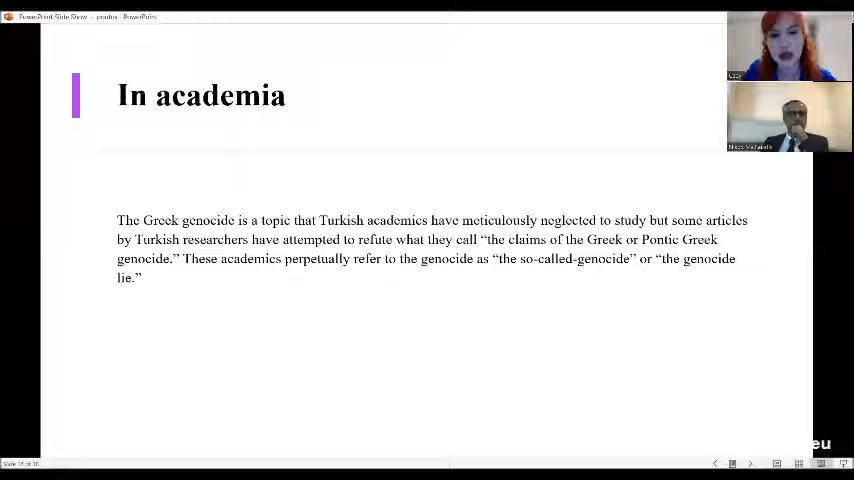 PowerPoint Slide Show - pontos - PowerPoint
In academia
The Greek genocide is a topic that Turkish academics have meticulously neglected to study but some articles
by Turkish researchers have attempted to refute what they call “the claims of the Greek or Pontic Greek
genocide.” These academics perpetually refer to the genocide as “the so-called-genocide” or “the genocide
lie.”
Uzay
Nikos Michailidis
eu